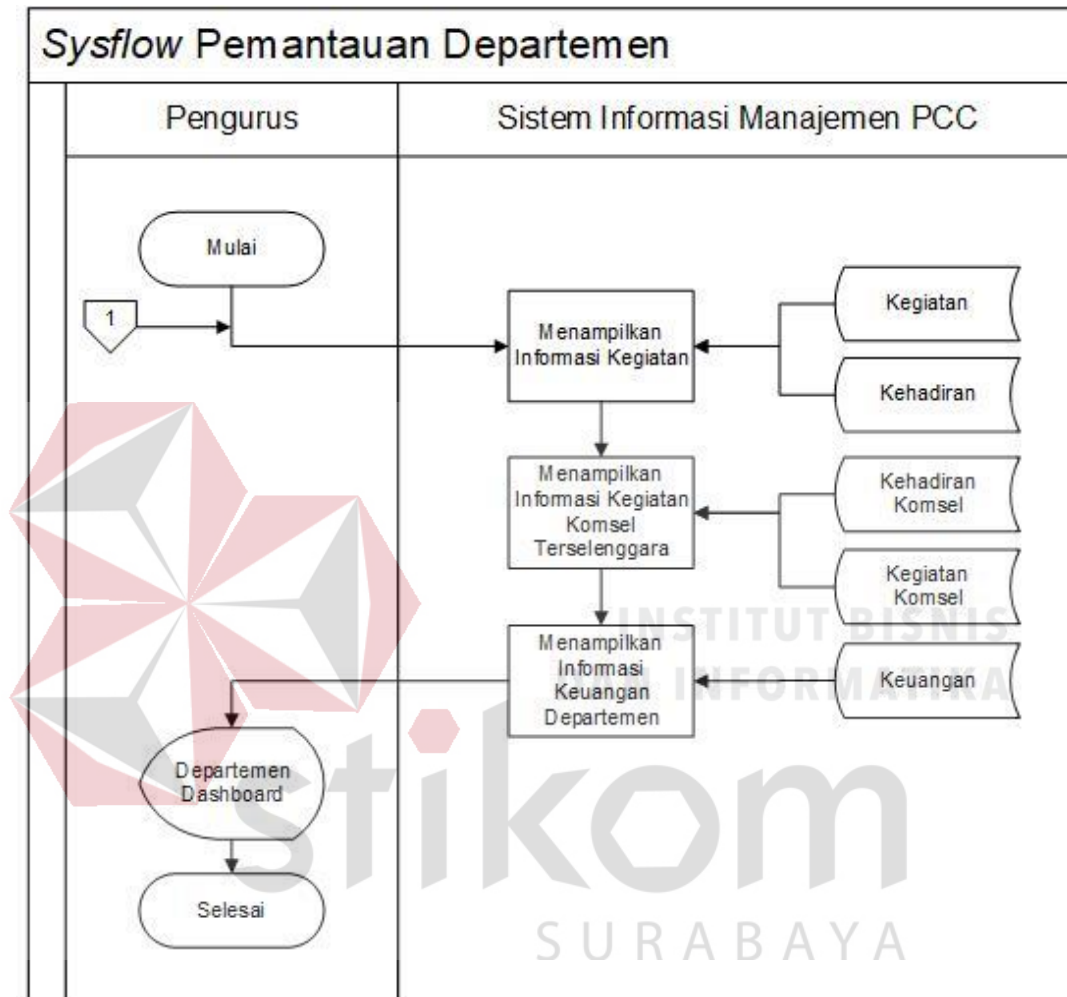 Sysflow Pemantauan Departemen
Pengurus
Sistem Informasi Manajemen PCC
Mulai
1
Menampilkan
Informasi Kegiatan
Kegiatan
Kehadiran
Menampilkan
Informasi Kegiatan
Komsel
Terselenggara
Kehadiran
Komsel
Kegiatan
Komsel
INSTITUT BISNIS
DAN INFORMATIKA
Menampilkan
Informasi
Keuangan
Departemen
Keuangan
Departemen
Dashboard
Selesai
stikom
SURABAYA